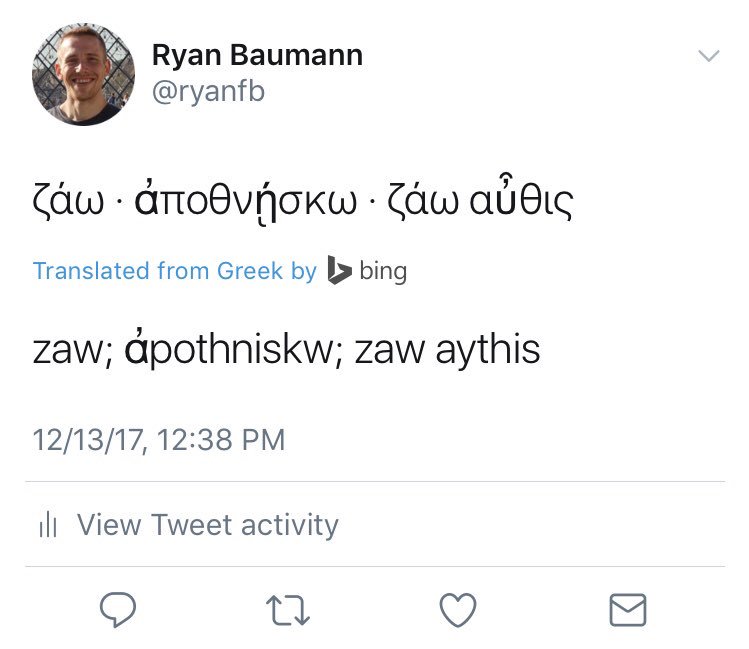 Ryan Baumann
@ryanfb
ζάω · ἀποθνῄσκω · ζάω αὖθις
Translated from Greek by bing
zaw; ἀpothniskw; zaw aythis
12/13/17, 12:38 PM
View Tweet activity